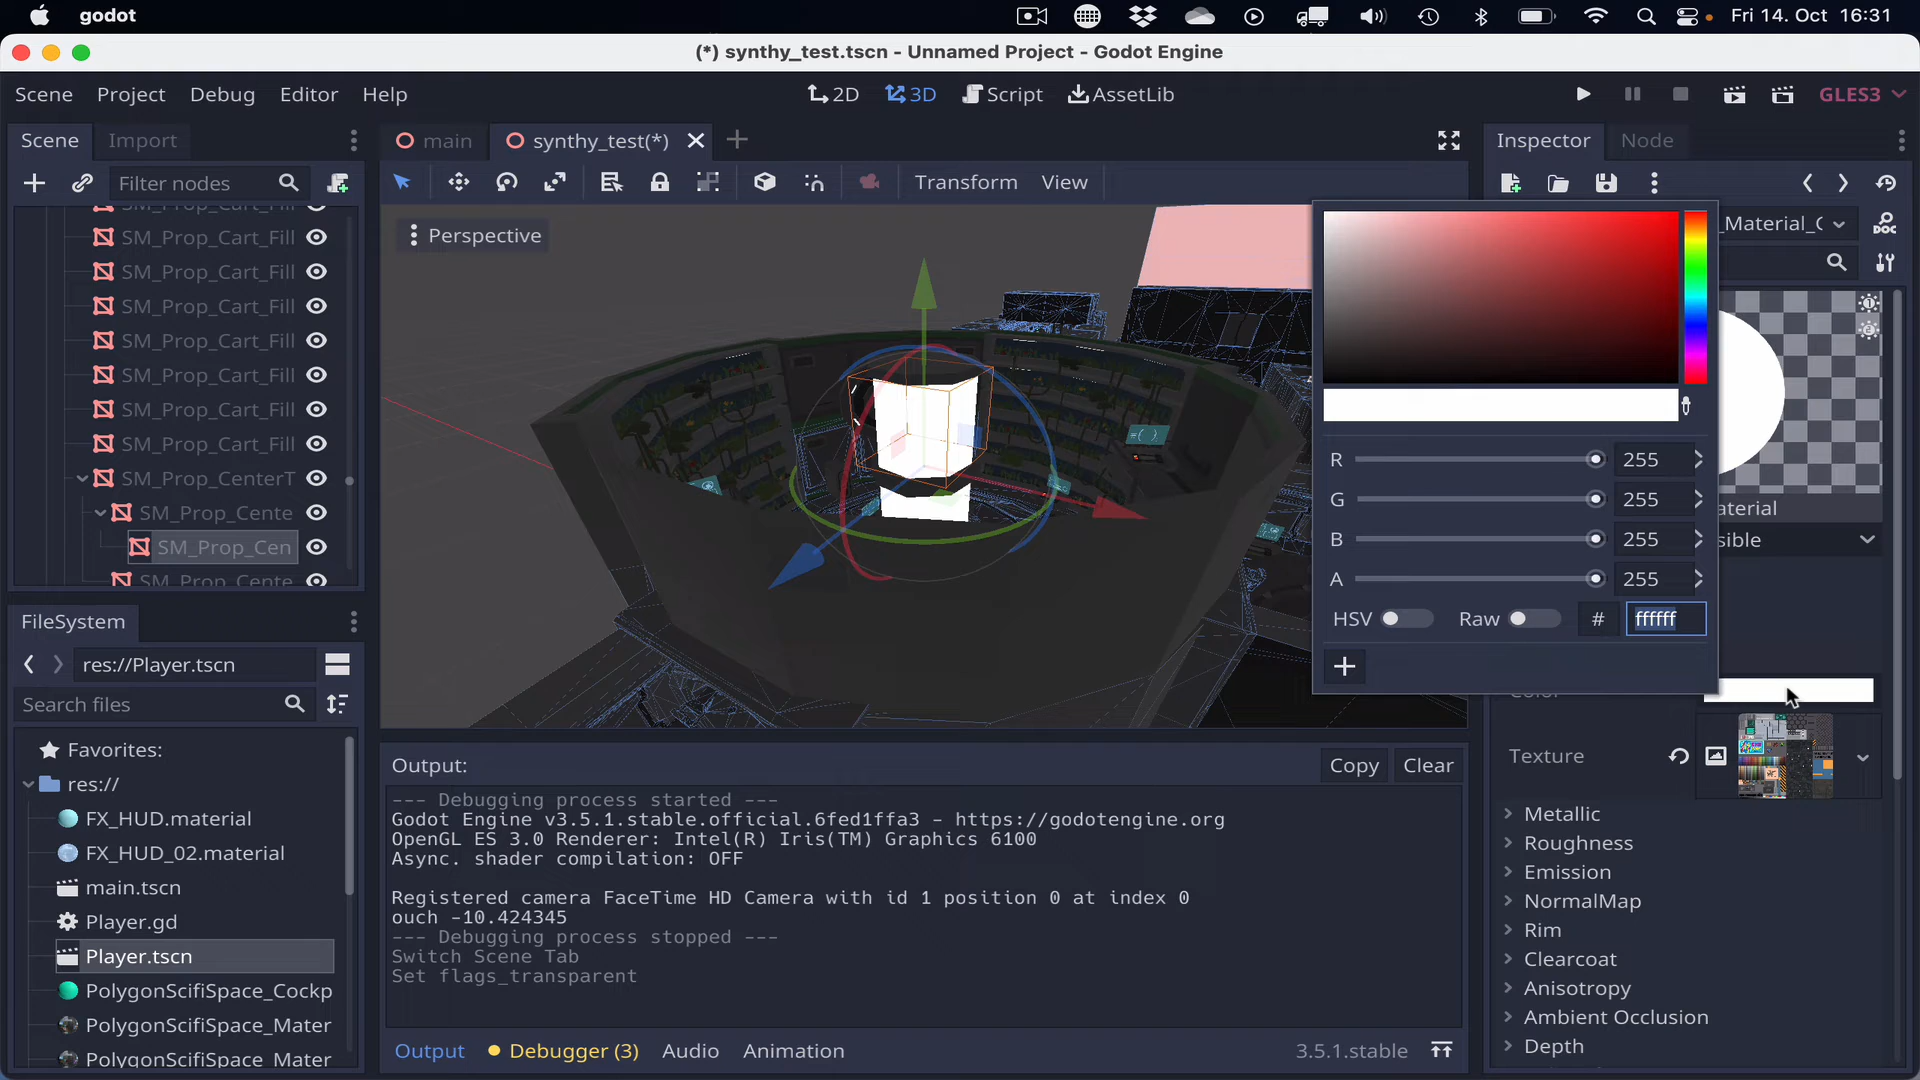 godot
Fri 14. Oct 16:31
(*) synthy_test.tscn - Unnamed Project - Godot Engine
Scene Project Debug Editor Help
2D 3D Script AssetLib
GLES3
Scene Import
main synthy_test(*)
Inspector Node
Filter nodes
Transform View
SM_Prop_Cart_Fill
SM_Prop_Cart_Fill
SM_Prop_Cart_Fill
SM_Prop_Cart_Fill
SM_Prop_Cart_Fill
SM_Prop_Cart_Fill
SM_Prop_Cart_Fill
SM_Prop_Cart_Fill
SM_Prop_CenterT
SM_Prop_Cente
SM_Prop_Cen
SM_Prop_Cente
Perspective
_Material_C
R 255
G 255
B 255
A 255
HSV Raw # ffffff
aterial
sible
Color
Texture
Metallic
Roughness
Emission
NormalMap
Rim
Clearcoat
Anisotropy
Ambient Occlusion
Depth
FileSystem
res://Player.tscn
Search files
Favorites:
res://
FX_HUD.material
FX_HUD_02.material
main.tscn
Player.gd
Player.tscn
PolygonScifiSpace_Cockp
PolygonScifiSpace_Mater
PolygonScifiSpace_Mater
Output:
Copy Clear
--- Debugging process started ---
Godot Engine v3.5.1.stable.official.6fed1ffa3 - https://godotengine.org
OpenGL ES 3.0 Renderer: Intel(R) Iris(TM) Graphics 6100
Async. shader compilation: OFF
Registered camera FaceTime HD Camera with id 1 position 0 at index 0
ouch -10.424345
--- Debugging process stopped ---
Switch Scene Tab
Set flags_transparent
Output Debugger (3) Audio Animation
3.5.1.stable